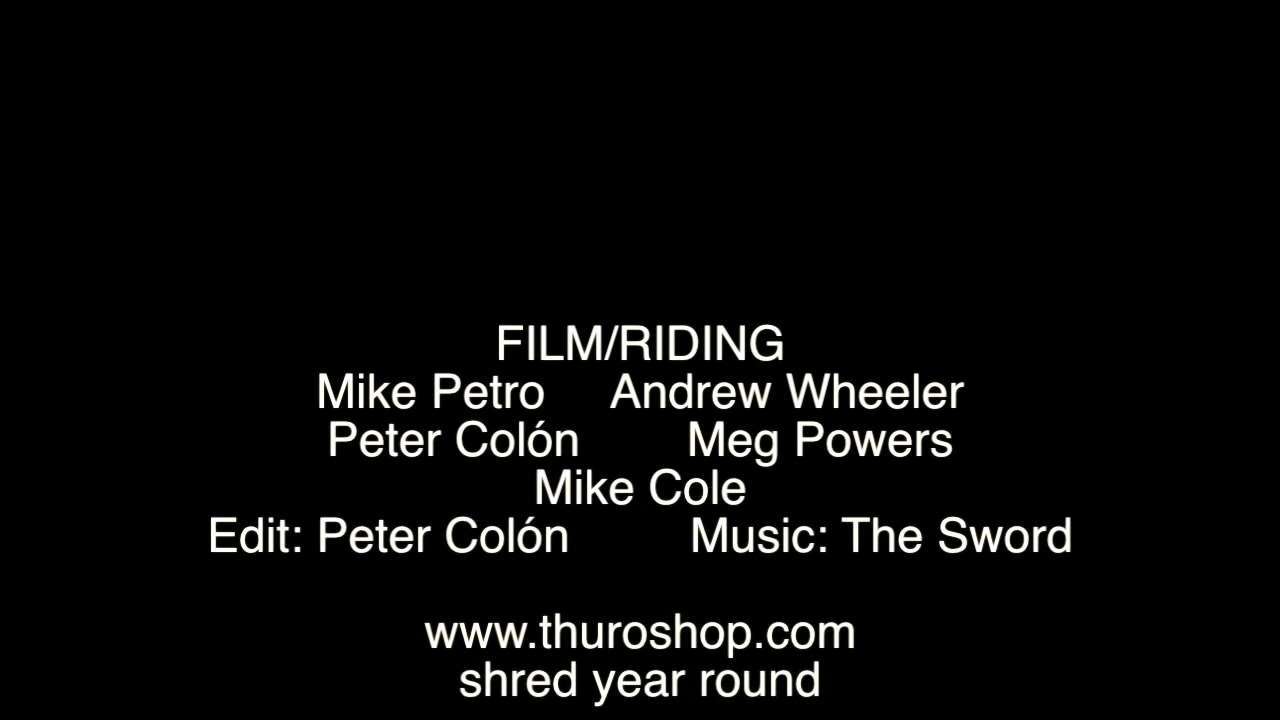 FILM/RIDING
Mike Petro Andrew Wheeler
Peter Colón Meg Powers
Mike Cole
Edit: Peter Colón Music: The Sword
www.thuroshop.com
shred year round